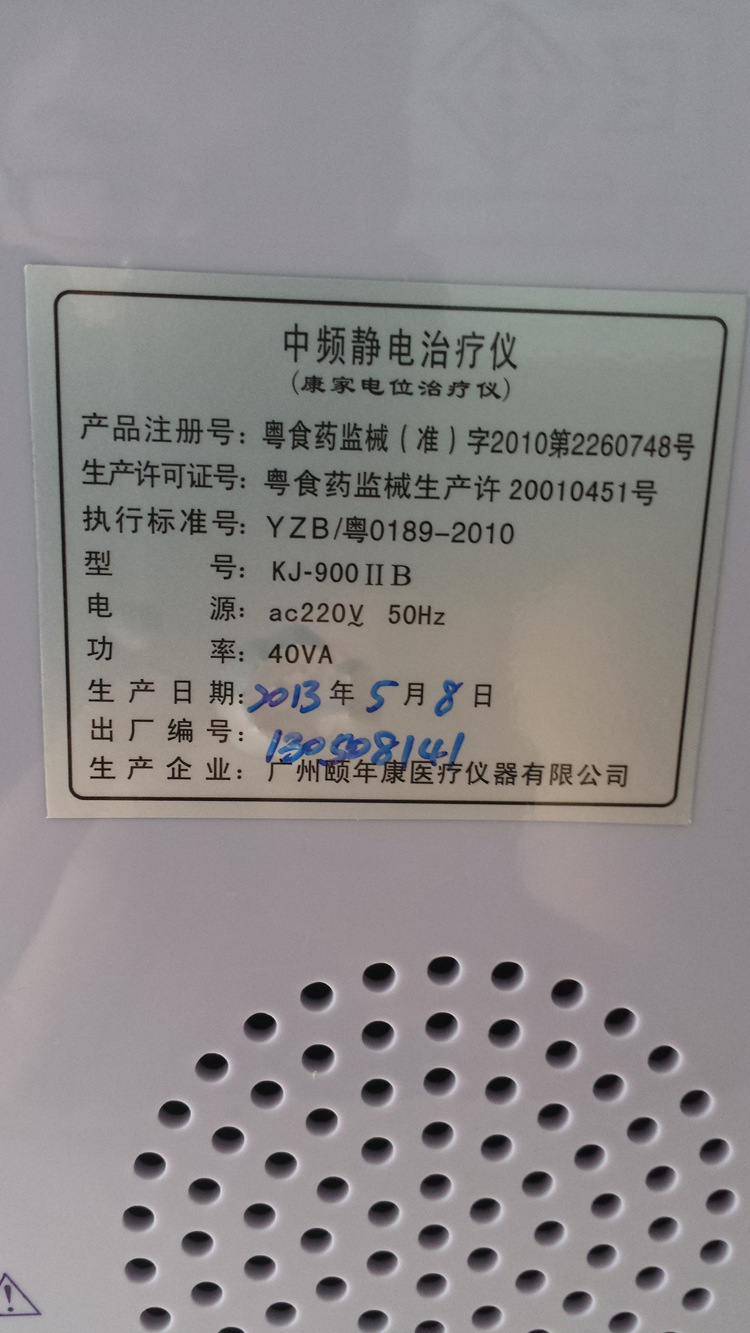 中频静电治疗仪
(康家电位治疗仪)
产品注册号：粤食药监械（准）字2010第2260748号
生产许可证号：粤食药监械生产许20010451号
执行标准号：YZB/粤0189-2010
型号：KJ-900ⅡB
电源：ac220V 50Hz
功率：40VA
生产日期：2013年5月8日
出厂编号：130508141
生产企业：广州颐年康医疗仪器有限公司